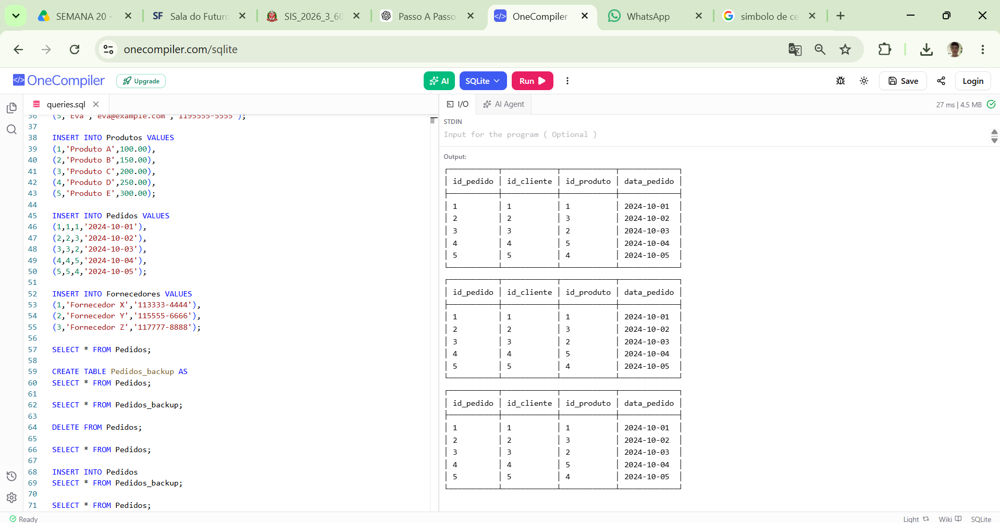 SEMANA 20 -
SF Sala do Futuro
SIS_2026_3_60
Passo A Passo
OneCompiler
WhatsApp
simbolo de ce
onecompiler.com/sqlite
OneCompiler
Upgrade
AI
SQLite
Run
Save
Login
queries.sql
I/O
AI Agent
27 ms | 4.5 MB
36 (5,'Eva','eva@example.com','1195555-5555');
37
38 INSERT INTO Produtos VALUES
39 (1,'Produto A',100.00),
40 (2,'Produto B',150.00),
41 (3,'Produto C',200.00),
42 (4,'Produto D',250.00),
43 (5,'Produto E',300.00);
44
45 INSERT INTO Pedidos VALUES
46 (1,1,1,'2024-10-01'),
47 (2,2,3,'2024-10-02'),
48 (3,3,2,'2024-10-03'),
49 (4,4,5,'2024-10-04'),
50 (5,5,4,'2024-10-05');
51
52 INSERT INTO Fornecedores VALUES
53 (1,'Fornecedor X','113333-4444'),
54 (2,'Fornecedor Y','115555-6666'),
55 (3,'Fornecedor Z','117777-8888');
56
57 SELECT * FROM Pedidos;
58
59 CREATE TABLE Pedidos_backup AS
60 SELECT * FROM Pedidos;
61
62 SELECT * FROM Pedidos_backup;
63
64 DELETE FROM Pedidos;
65
66 SELECT * FROM Pedidos;
67
68 INSERT INTO Pedidos
69 SELECT * FROM Pedidos_backup;
70
71 SELECT * FROM Pedidos;
STDIN
Input for the program ( Optional )
Output:
id_pedido id_cliente id_produto data_pedido
1 1 1 2024-10-01
2 2 3 2024-10-02
3 3 2 2024-10-03
4 4 5 2024-10-04
5 5 4 2024-10-05
id_pedido id_cliente id_produto data_pedido
1 1 1 2024-10-01
2 2 3 2024-10-02
3 3 2 2024-10-03
4 4 5 2024-10-04
5 5 4 2024-10-05
id_pedido id_cliente id_produto data_pedido
1 1 1 2024-10-01
2 2 3 2024-10-02
3 3 2 2024-10-03
4 4 5 2024-10-04
5 5 4 2024-10-05
Ready
Light
Wiki
SQLite